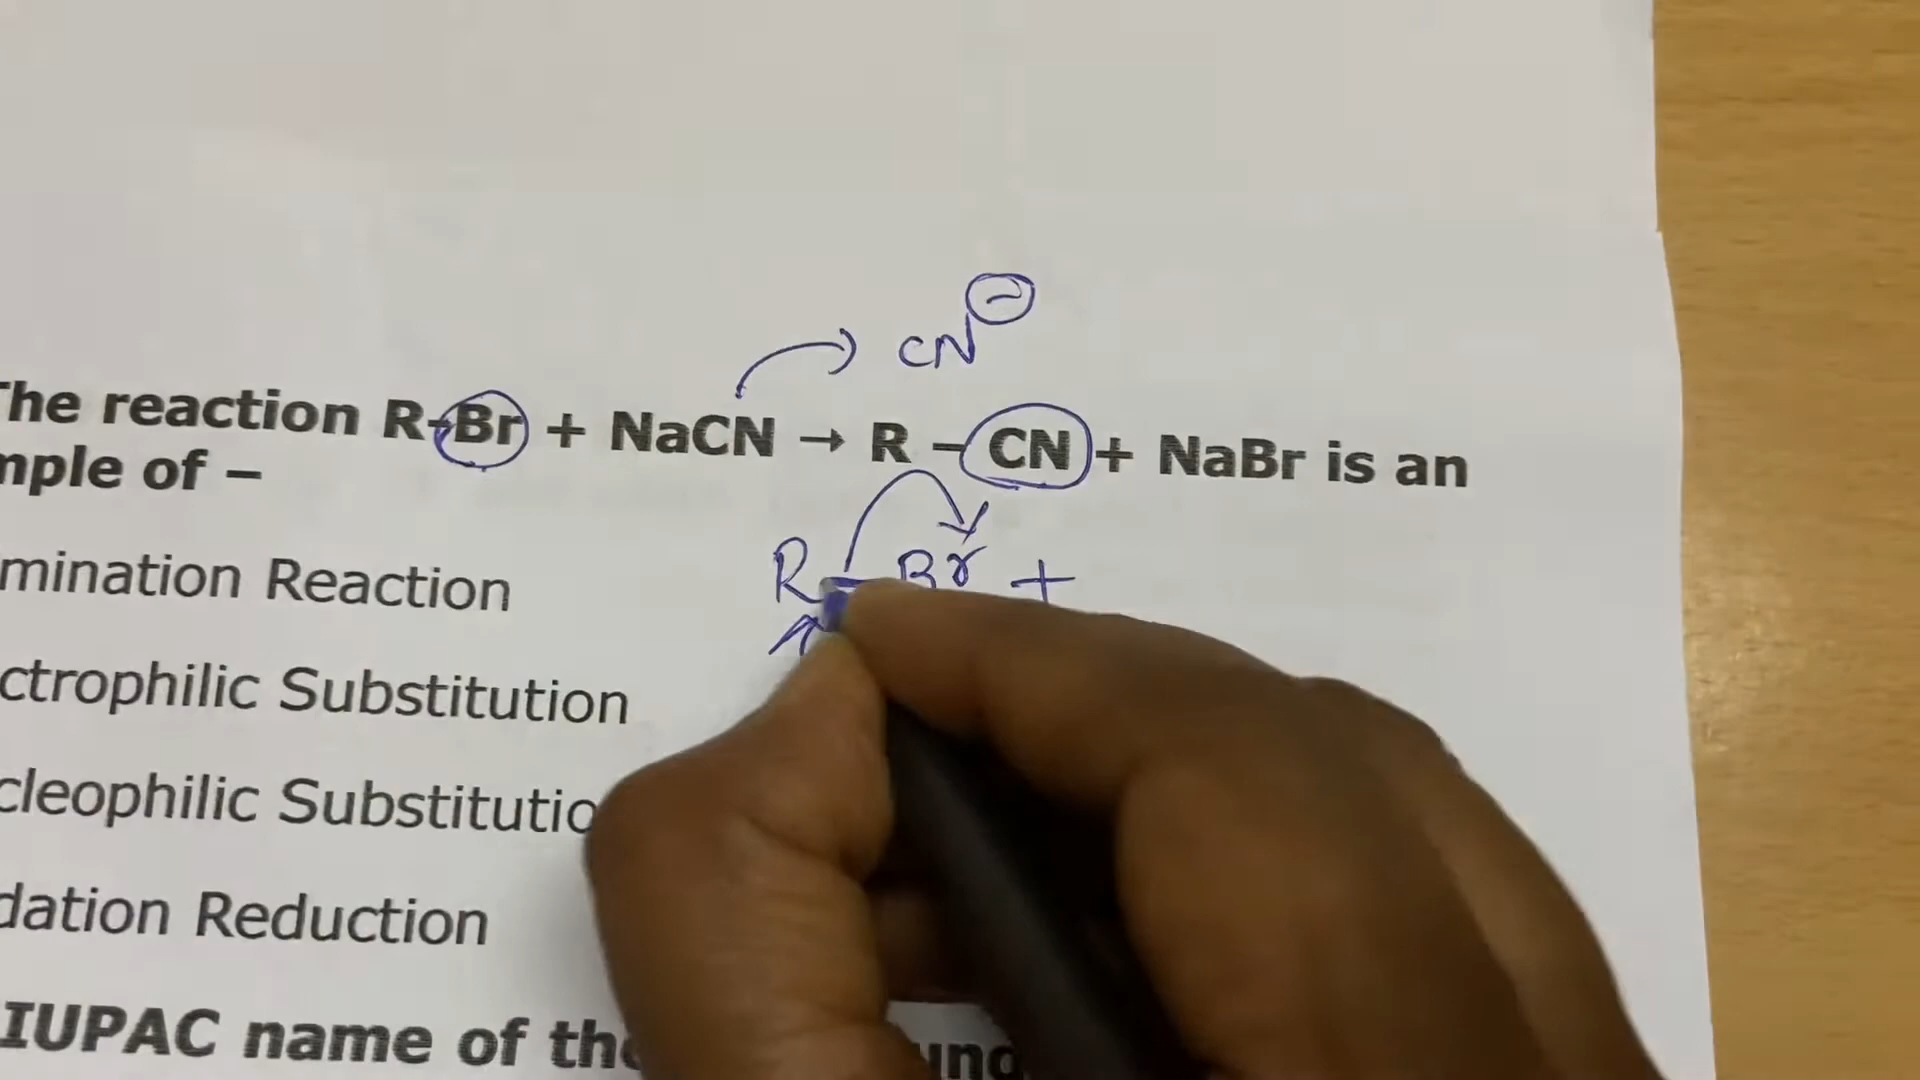 CN⊖
The reaction R-Br + NaCN → R – CN + NaBr is an
mple of –
R – Br +
mination Reaction
ctrophilic Substitution
cleophilic Substitutio
dation Reduction
IUPAC name of the